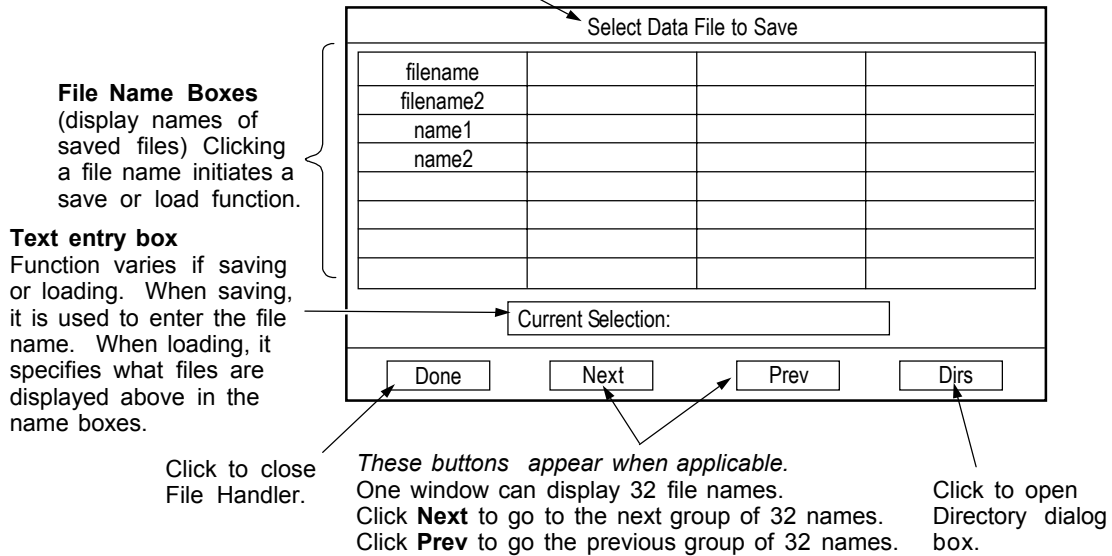 Select Data File to Save
filename
filename2
name1
name2
File Name Boxes
(display names of
saved files) Clicking
a file name initiates a
save or load function.
Text entry box
Function varies if saving
or loading. When saving,
it is used to enter the file
name. When loading, it
specifies what files are
displayed above in the
name boxes.
Current Selection:
Done Next Prev Dirs
Click to close
File Handler.
These buttons appear when applicable.
One window can display 32 file names.
Click Next to go to the next group of 32 names.
Click Prev to go the previous group of 32 names.
Click to open
Directory dialog
box.